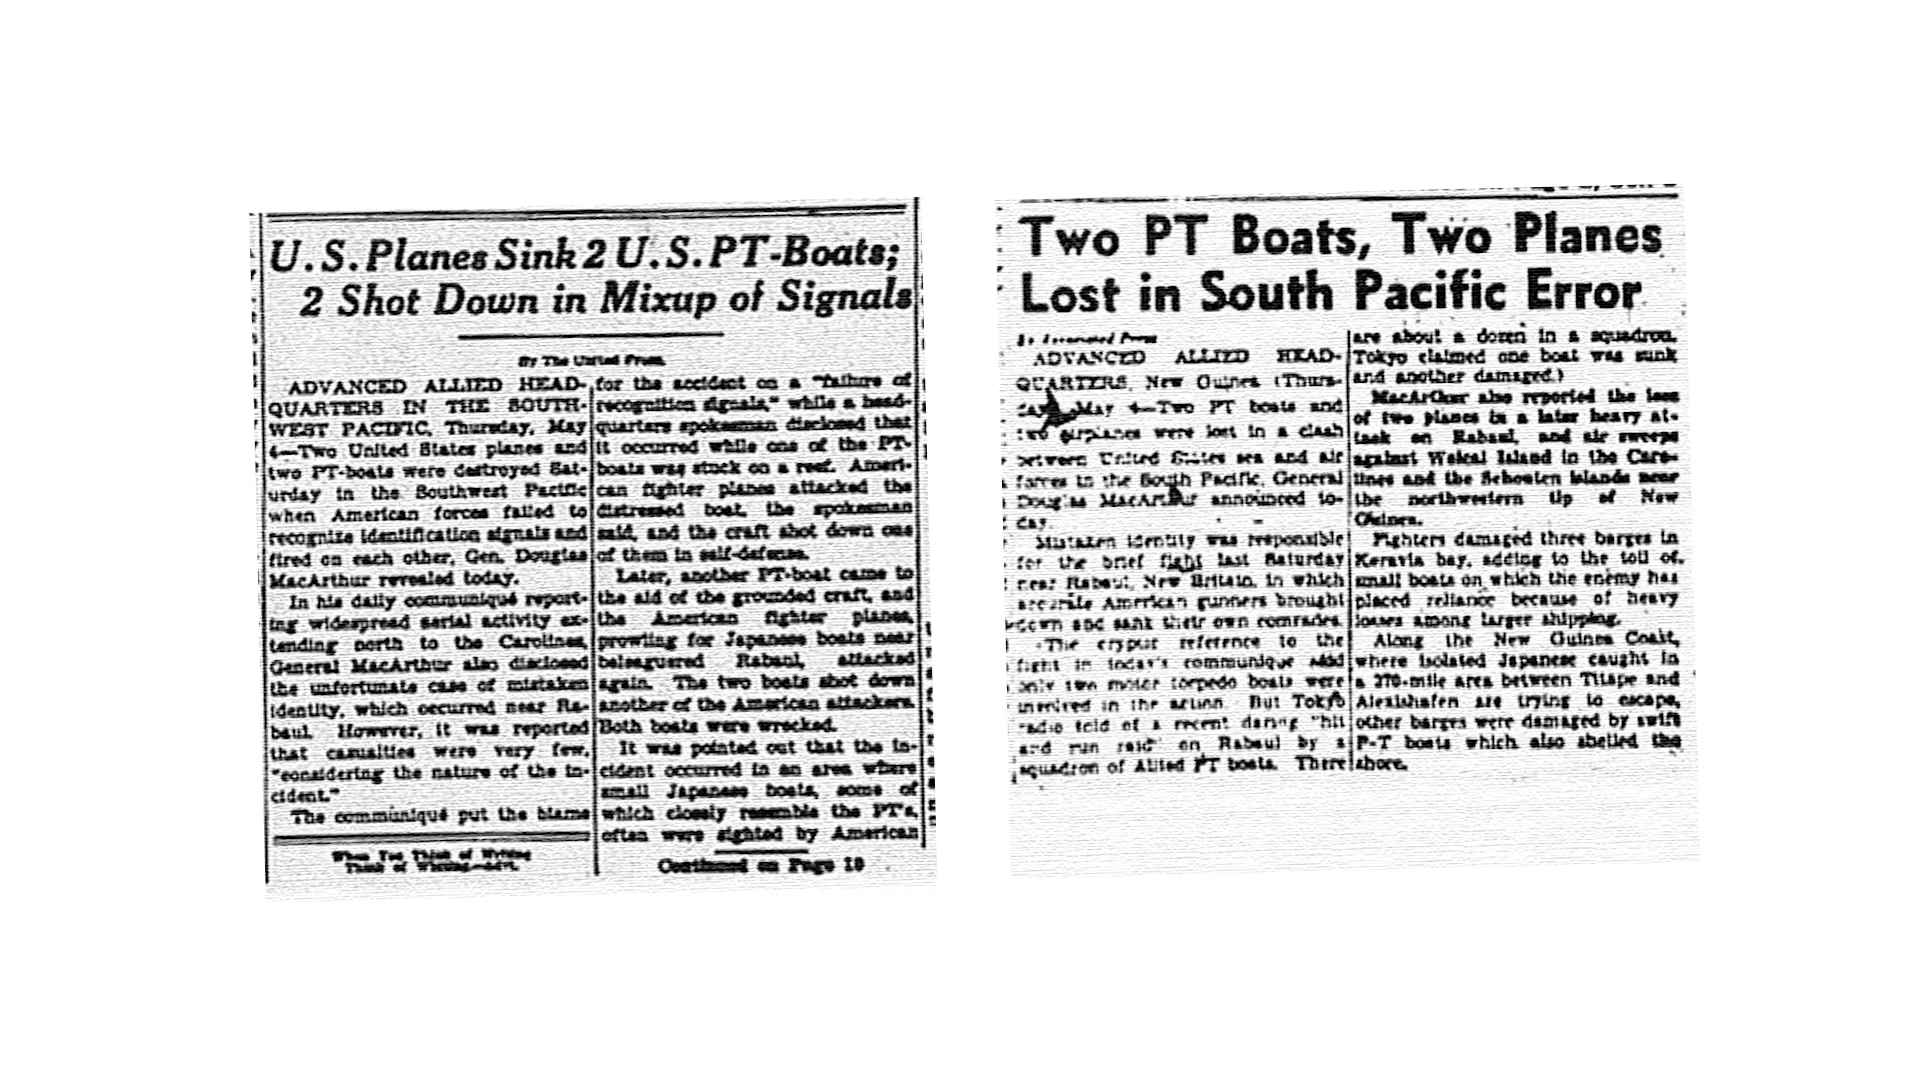 U.S. Planes Sink 2 U.S. PT-Boats;
2 Shot Down in Mixup of Signals
By The United Press.
ADVANCED ALLIED HEAD-
QUARTERS IN THE SOUTH-
WEST PACIFIC, Thursday, May
4—Two United States planes and
two PT-boats were destroyed Sat-
urday in the Southwest Pacific
when American forces failed to
recognize identification signals and
fired on each other, Gen. Douglas
MacArthur revealed today.
In his daily communiqué report-
ing widespread aerial activity ex-
tending north to the Carolines,
General MacArthur also disclosed
the unfortunate case of mistaken
identity, which occurred near Ra-
baul. However, it was reported
that casualties were very few,
"considering the nature of the in-
cident."
The communiqué put the blame
When You Think of Writing
Think of Whiting.—Advt.
for the accident on a "failure of
recognition signals," while a head-
quarters spokesman disclosed that
it occurred while one of the PT-
boats was stuck on a reef. Ameri-
can fighter planes attacked the
distressed boat, the spokesman
said, and the craft shot down one
of them in self-defense.
Later, another PT-boat came to
the aid of the grounded craft, and
the American fighter planes,
prowling for Japanese boats near
beleaguered Rabaul, attacked
again. The two boats shot down
another of the American attackers.
Both boats were wrecked.
It was pointed out that the in-
cident occurred in an area where
small Japanese boats, some of
which closely resemble the PT's,
often were sighted by American
Continued on Page 10
Two PT Boats, Two Planes
Lost in South Pacific Error
By Associated Press
ADVANCED ALLIED HEAD-
QUARTERS, New Guinea (Thurs-
day), May 4—Two PT boats and
two airplanes were lost in a clash
between United States sea and air
forces in the South Pacific, General
Douglas MacArthur announced to-
day.
Mistaken identity was responsible
for the brief fight last Saturday
near Rabaul, New Britain, in which
accurate American gunners brought
down and sank their own comrades.
The cryptic reference to the
fight in today's communique said
only two motor torpedo boats were
involved in the action. But Tokyo
radio told of a recent daring "hit
and run raid" on Rabaul by a
squadron of Allied PT boats. There
are about a dozen in a squadron.
Tokyo claimed one boat was sunk
and another damaged.)
MacArthur also reported the loss
of two planes in a later heavy at-
tack on Rabaul, and air sweeps
against Wakai Island in the Caro-
lines and the Schouten Islands near
the northwestern tip of New
Guinea.
Fighters damaged three barges in
Keravia bay, adding to the toll of
small boats on which the enemy has
placed reliance because of heavy
losses among larger shipping.
Along the New Guinea Coast,
where isolated Japanese caught in
a 270-mile area between Titape and
Alexishafen are trying to escape,
other barges were damaged by swift
P-T boats which also shelled the
shore.